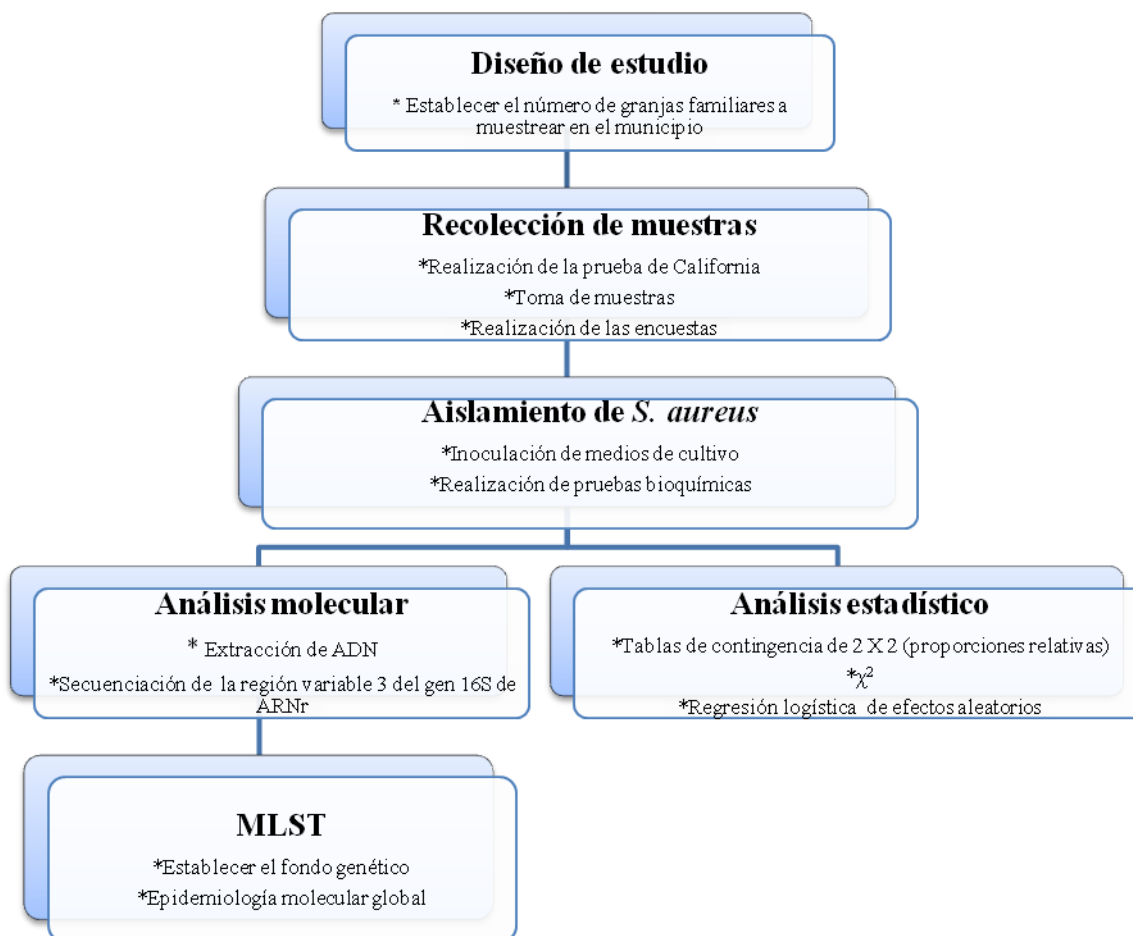 Diseño de estudio
* Establecer el número de granjas familiares a
muestrear en el municipio
Recolección de muestras
*Realización de la prueba de California
*Toma de muestras
*Realización de las encuestas
Aislamiento de S. aureus
*Inoculación de medios de cultivo
*Realización de pruebas bioquímicas
Análisis molecular
* Extracción de ADN
*Secuenciación de la región variable 3 del gen 16S de
ARNr
Análisis estadístico
*Tablas de contingencia de 2 X 2 (proporciones relativas)
*χ²
*Regresión logística de efectos aleatorios
MLST
*Establecer el fondo genético
*Epidemiología molecular global